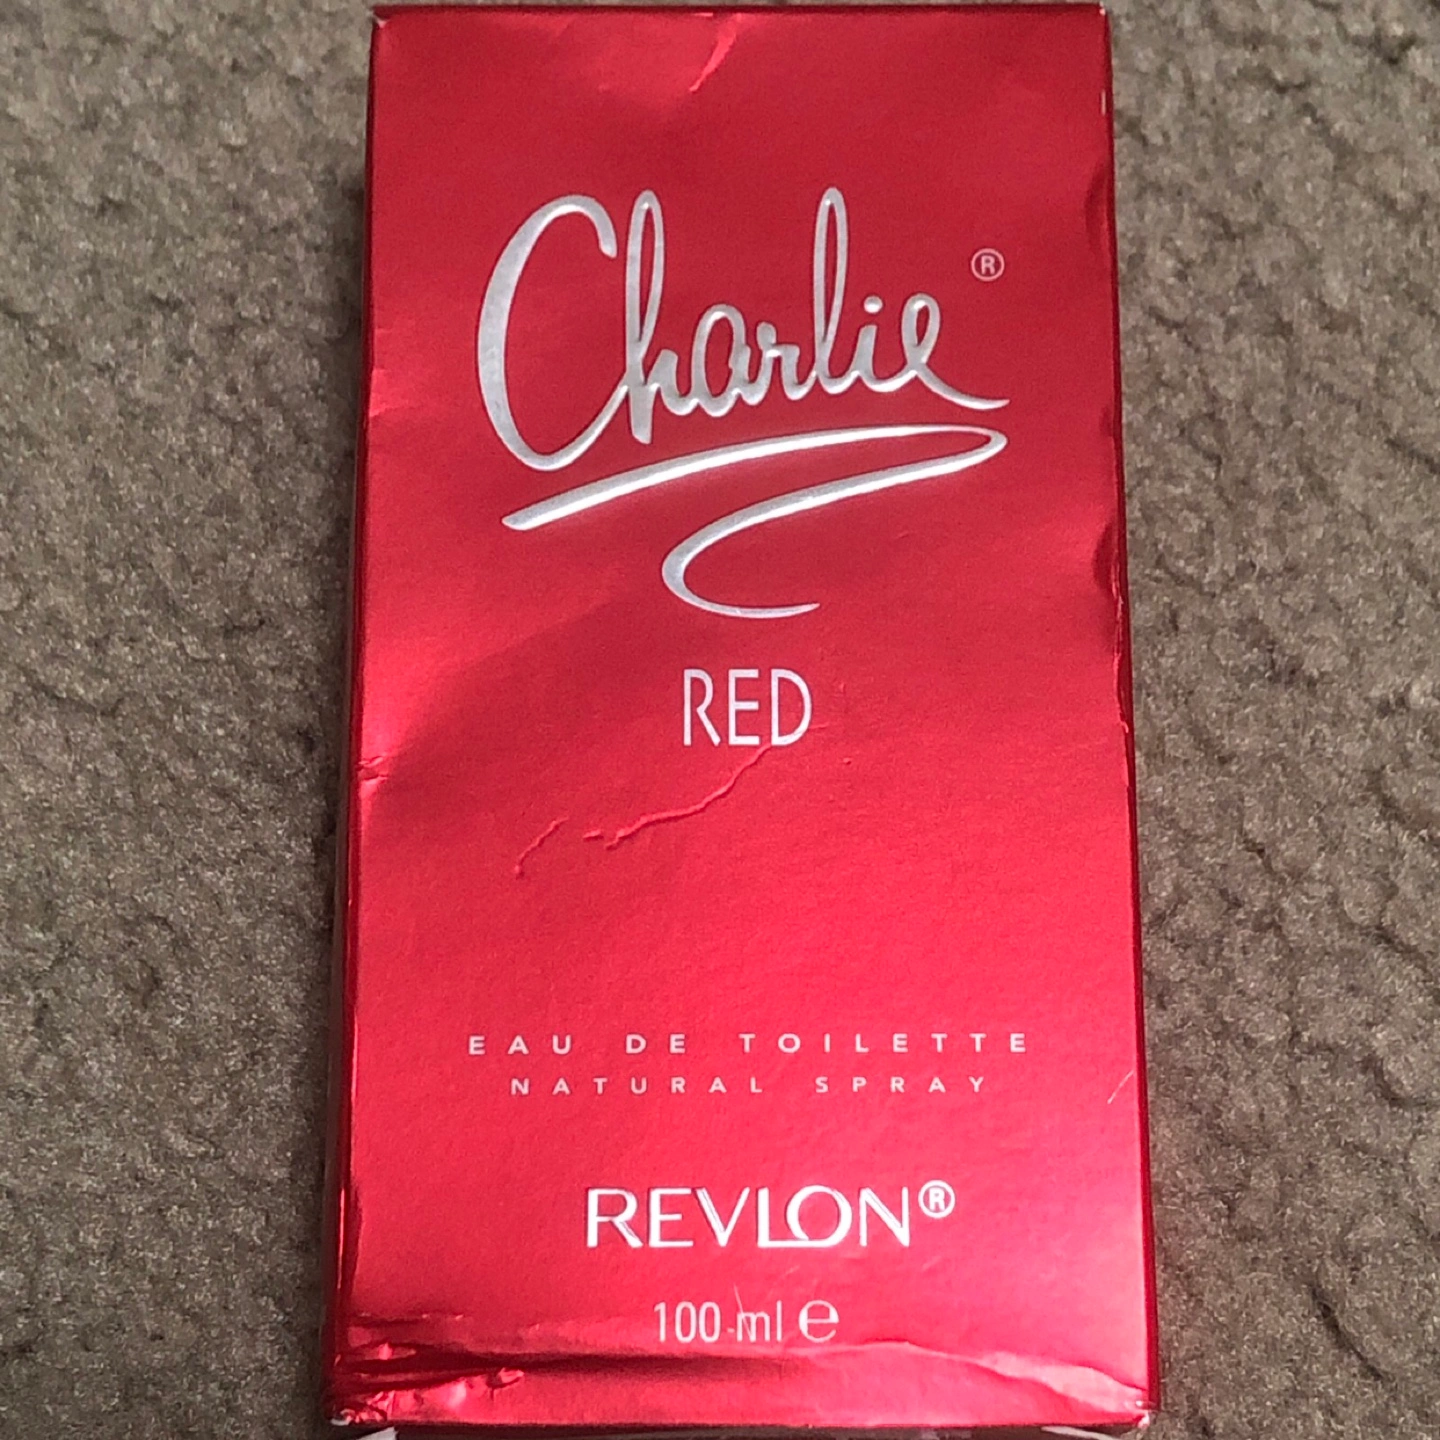 Charlie®
RED
EAU DE TOILETTE
NATURAL SPRAY
REVLON®
100 ml ℮